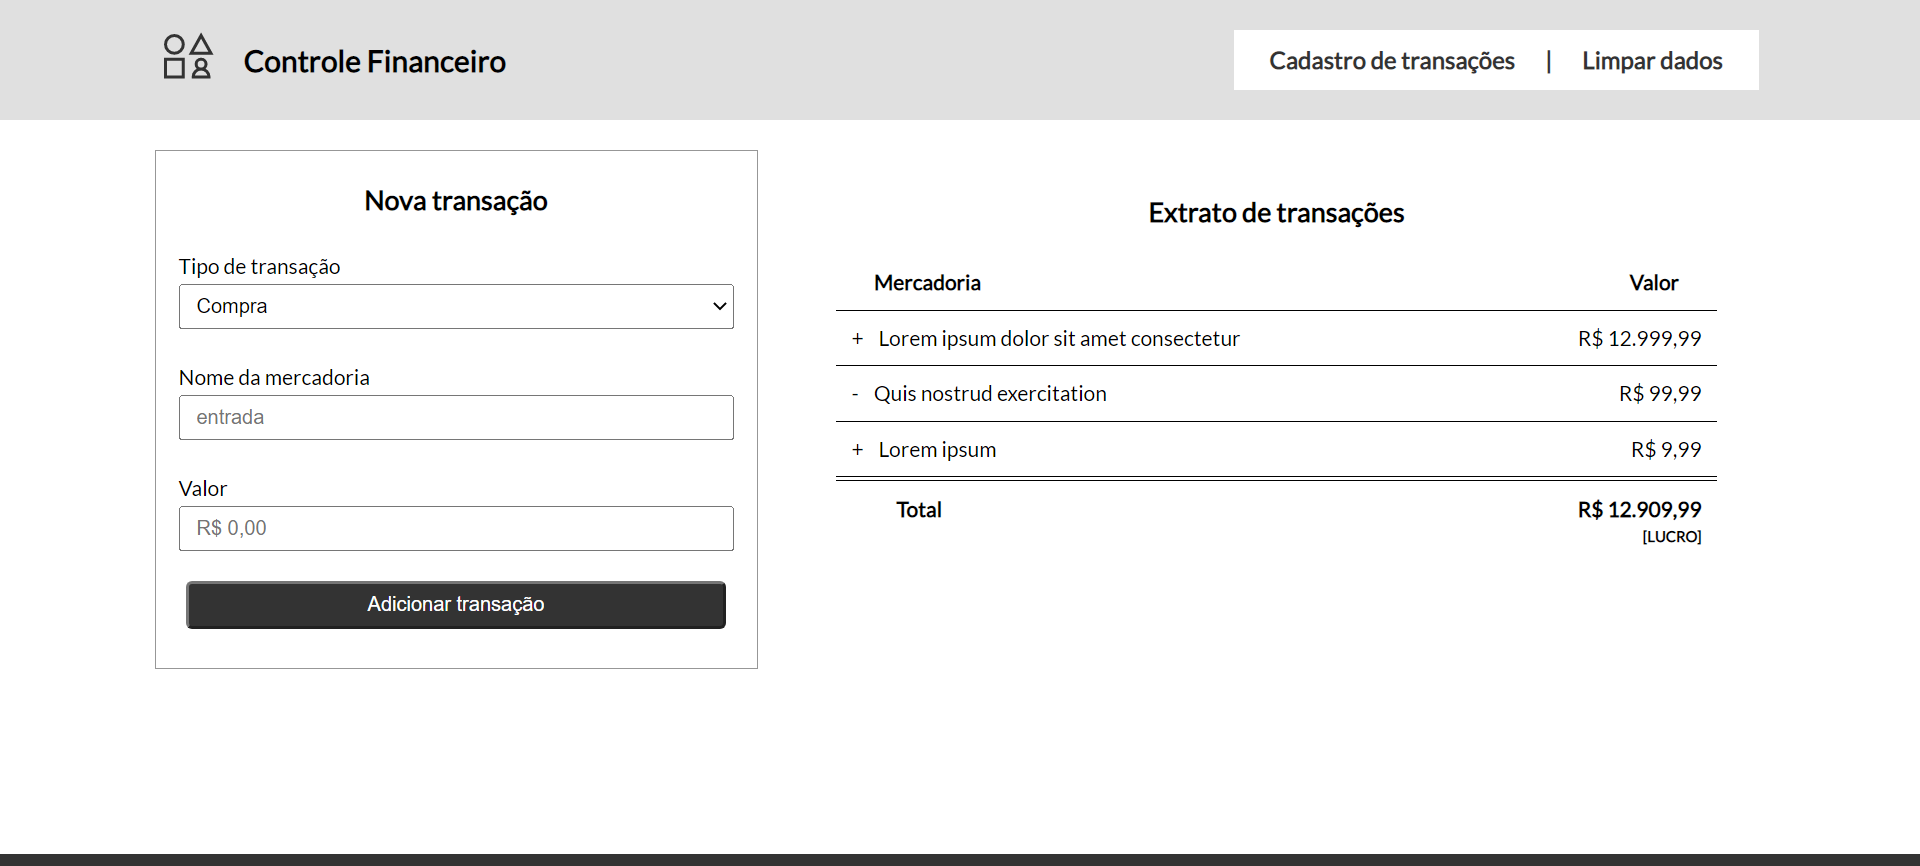 Controle Financeiro
Cadastro de transações | Limpar dados
Nova transação
Tipo de transação
Compra
Nome da mercadoria
entrada
Valor
R$ 0,00
Adicionar transação
Extrato de transações
Mercadoria Valor
+ Lorem ipsum dolor sit amet consectetur R$ 12.999,99
- Quis nostrud exercitation R$ 99,99
+ Lorem ipsum R$ 9,99
Total R$ 12.909,99
[LUCRO]